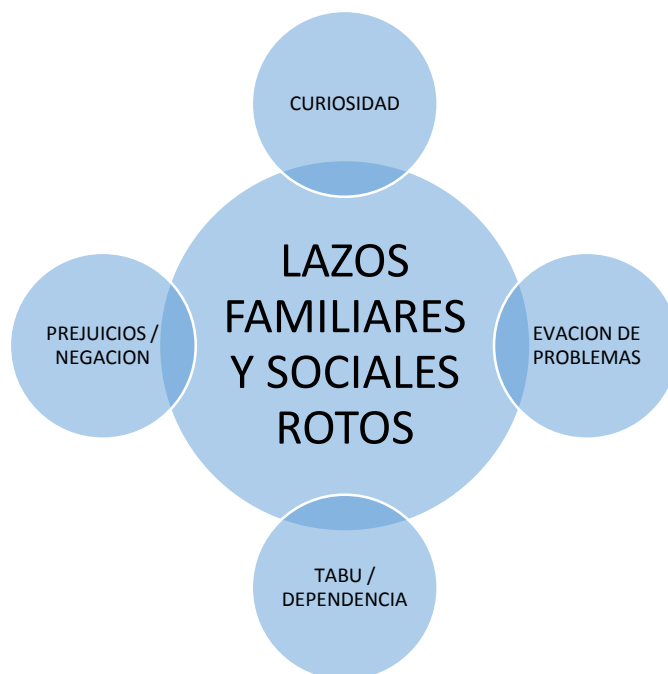 CURIOSIDAD
LAZOS
FAMILIARES
Y SOCIALES
ROTOS
PREJUICIOS /
NEGACION
EVACION DE
PROBLEMAS
TABU /
DEPENDENCIA